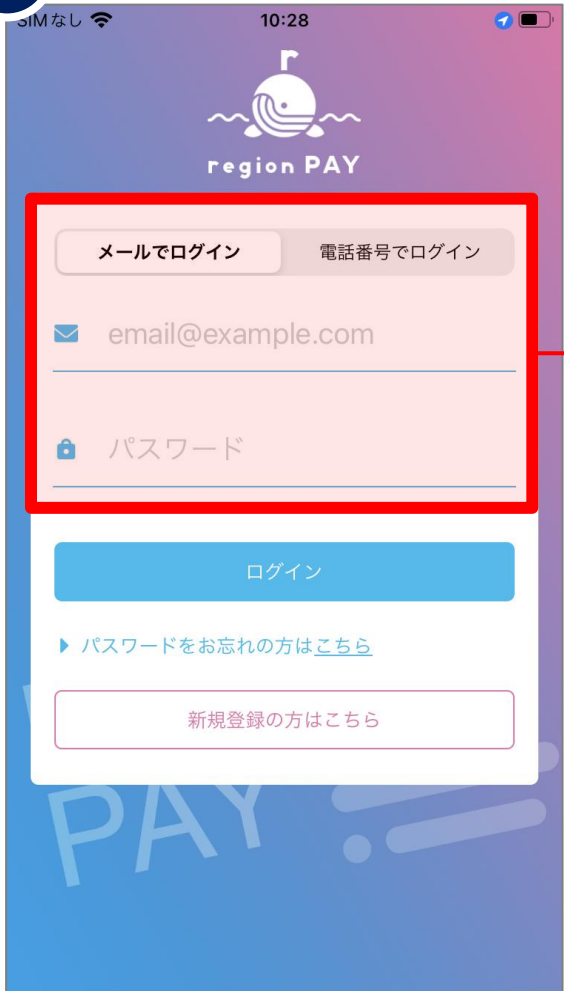 SIMなし
10:28
r
region PAY
メールでログイン 電話番号でログイン
email@example.com
パスワード
ログイン
パスワードをお忘れの方はこちら
新規登録の方はこちら
PAY